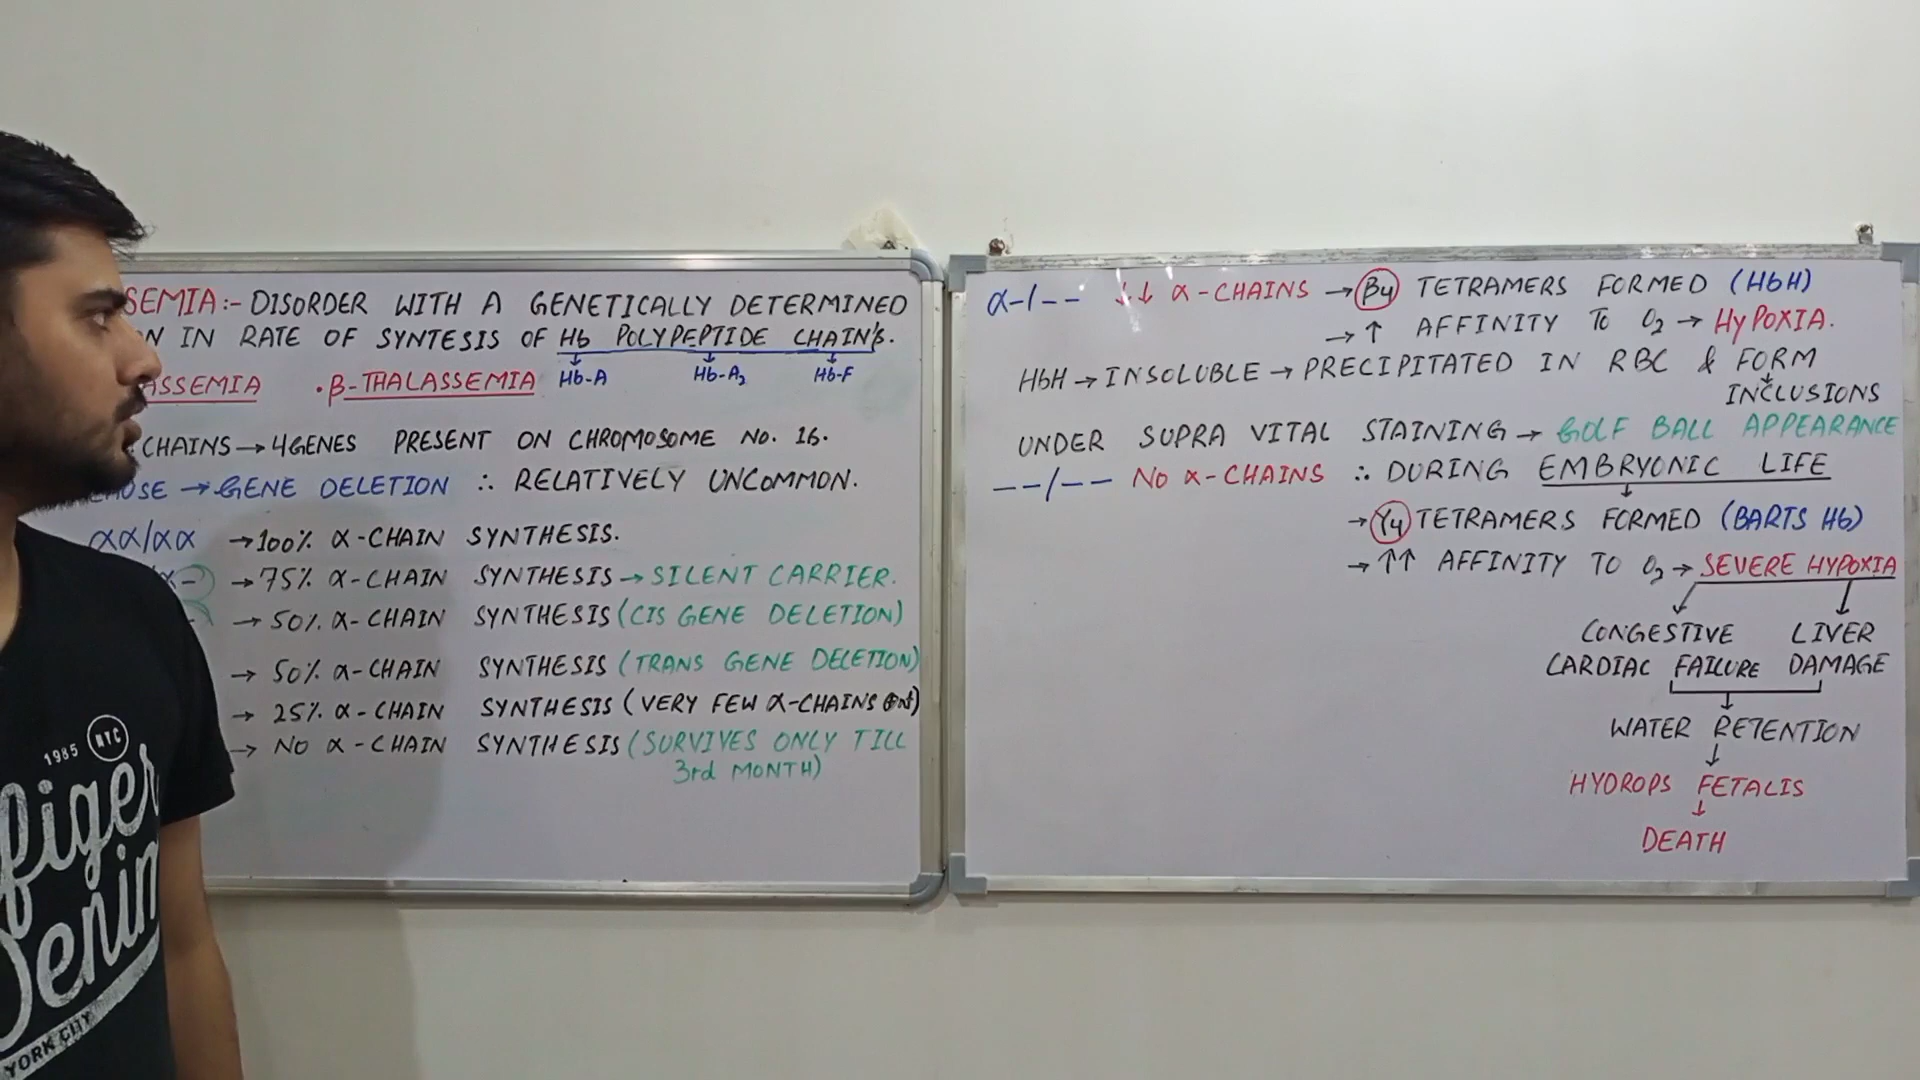 SEMIA:- DISORDER WITH A GENETICALLY DETERMINED
N IN RATE OF SYNTESIS OF Hb POLYPEPTIDE CHAIN'S.
Hb-A Hb-A₂ Hb-F
ASSEMIA • β-THALASSEMIA
CHAINS → 4GENES PRESENT ON CHROMOSOME No. 16.
→ GENE DELETION ∴ RELATIVELY UNCOMMON.
αα/αα → 100% α-CHAIN SYNTHESIS.
α- → 75% α-CHAIN SYNTHESIS → SILENT CARRIER.
- → 50% α-CHAIN SYNTHESIS (CIS GENE DELETION)
→ 50% α-CHAIN SYNTHESIS (TRANS GENE DELETION)
→ 25% α-CHAIN SYNTHESIS (VERY FEW α-CHAINS
→ NO α-CHAIN SYNTHESIS (SURVIVES ONLY TILL
3rd MONTH)
α-/-- ↓↓ α-CHAINS → β4 TETRAMERS FORMED (HbH)
→ ↑ AFFINITY TO O₂ → HYPOXIA.
HbH → INSOLUBLE → PRECIPITATED IN RBC & FORM
↓
INCLUSIONS
UNDER SUPRA VITAL STAINING → GOLF BALL APPEARANCE
--/-- NO α-CHAINS ∴ DURING EMBRYONIC LIFE
↓
→ γ4 TETRAMERS FORMED (BARTS Hb)
→ ↑↑ AFFINITY TO O₂ → SEVERE HYPOXIA
CONGESTIVE LIVER
CARDIAC FAILURE DAMAGE
↓
WATER RETENTION
↓
HYDROPS FETALIS
↓
DEATH
1985 NYC
figer
Denim
YORK CITY